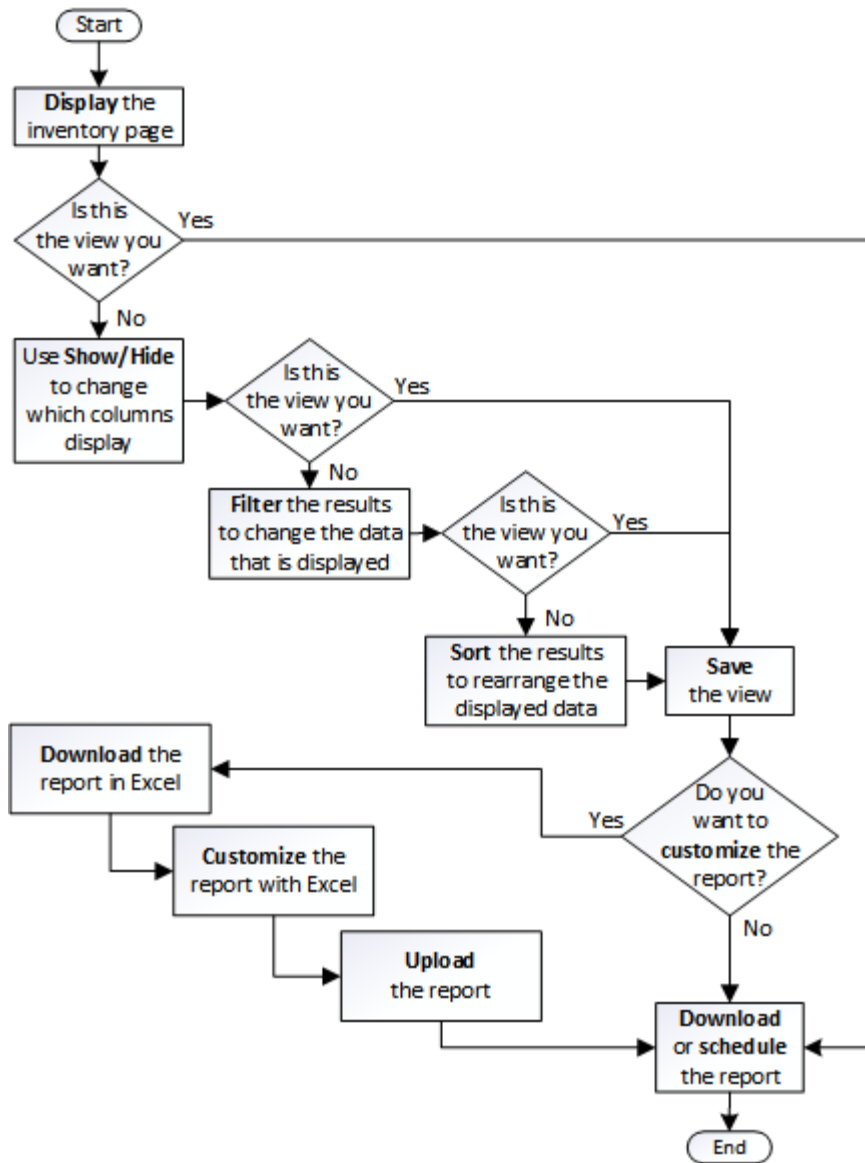 Start
Display the
inventory page
Is this
the view you
want?
Yes
No
Use Show/Hide
to change
which columns
display
Is this
the view you
want?
Yes
No
Filter the results
to change the data
that is displayed
Is this
the view you
want?
Yes
No
Sort the results
to rearrange the
displayed data
Save
the view
Do you
want to
customize the
report?
Yes
No
Download the
report in Excel
Customize the
report with Excel
Upload
the report
Download
or schedule
the report
End